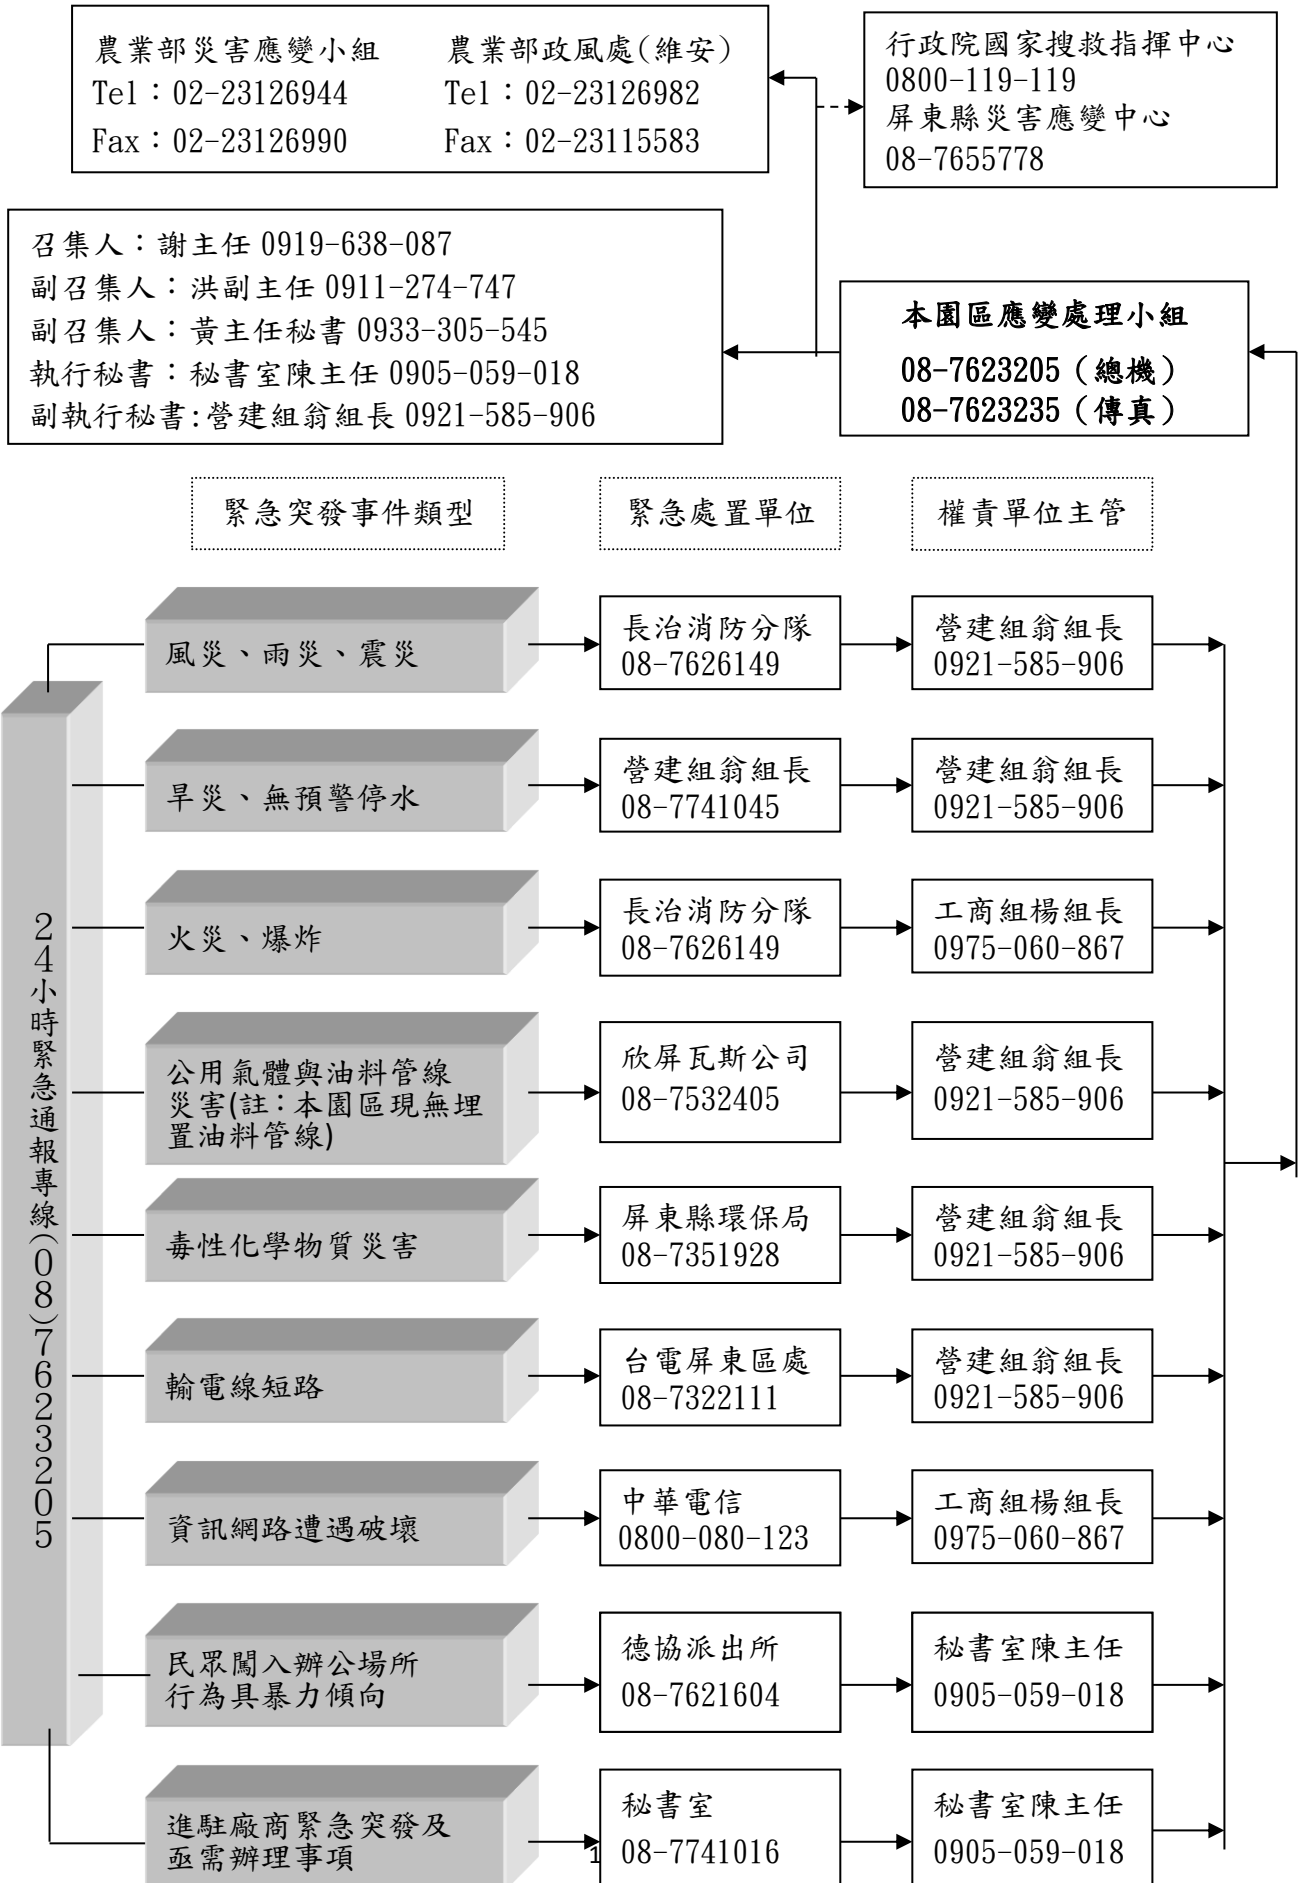 農業部災害應變小組
Tel：02-23126944
Fax：02-23126990
農業部政風處(維安)
Tel：02-23126982
Fax：02-23115583
行政院國家搜救指揮中心
0800-119-119
屏東縣災害應變中心
08-7655778
召集人：謝主任 0919-638-087
副召集人：洪副主任 0911-274-747
副召集人：黃主任秘書 0933-305-545
執行秘書：秘書室陳主任 0905-059-018
副執行秘書:營建組翁組長 0921-585-906
本園區應變處理小組
08-7623205（總機）
08-7623235（傳真）
緊急突發事件類型
緊急處置單位
權責單位主管
24小時緊急通報專線(08)7623205
風災、雨災、震災
長治消防分隊
08-7626149
營建組翁組長
0921-585-906
旱災、無預警停水
營建組翁組長
08-7741045
營建組翁組長
0921-585-906
火災、爆炸
長治消防分隊
08-7626149
工商組楊組長
0975-060-867
公用氣體與油料管線
災害(註：本園區現無埋
置油料管線)
欣屏瓦斯公司
08-7532405
營建組翁組長
0921-585-906
毒性化學物質災害
屏東縣環保局
08-7351928
營建組翁組長
0921-585-906
輸電線短路
台電屏東區處
08-7322111
營建組翁組長
0921-585-906
資訊網路遭遇破壞
中華電信
0800-080-123
工商組楊組長
0975-060-867
民眾闖入辦公場所
行為具暴力傾向
德協派出所
08-7621604
秘書室陳主任
0905-059-018
進駐廠商緊急突發及
亟需辦理事項
秘書室
08-7741016
秘書室陳主任
0905-059-018
1